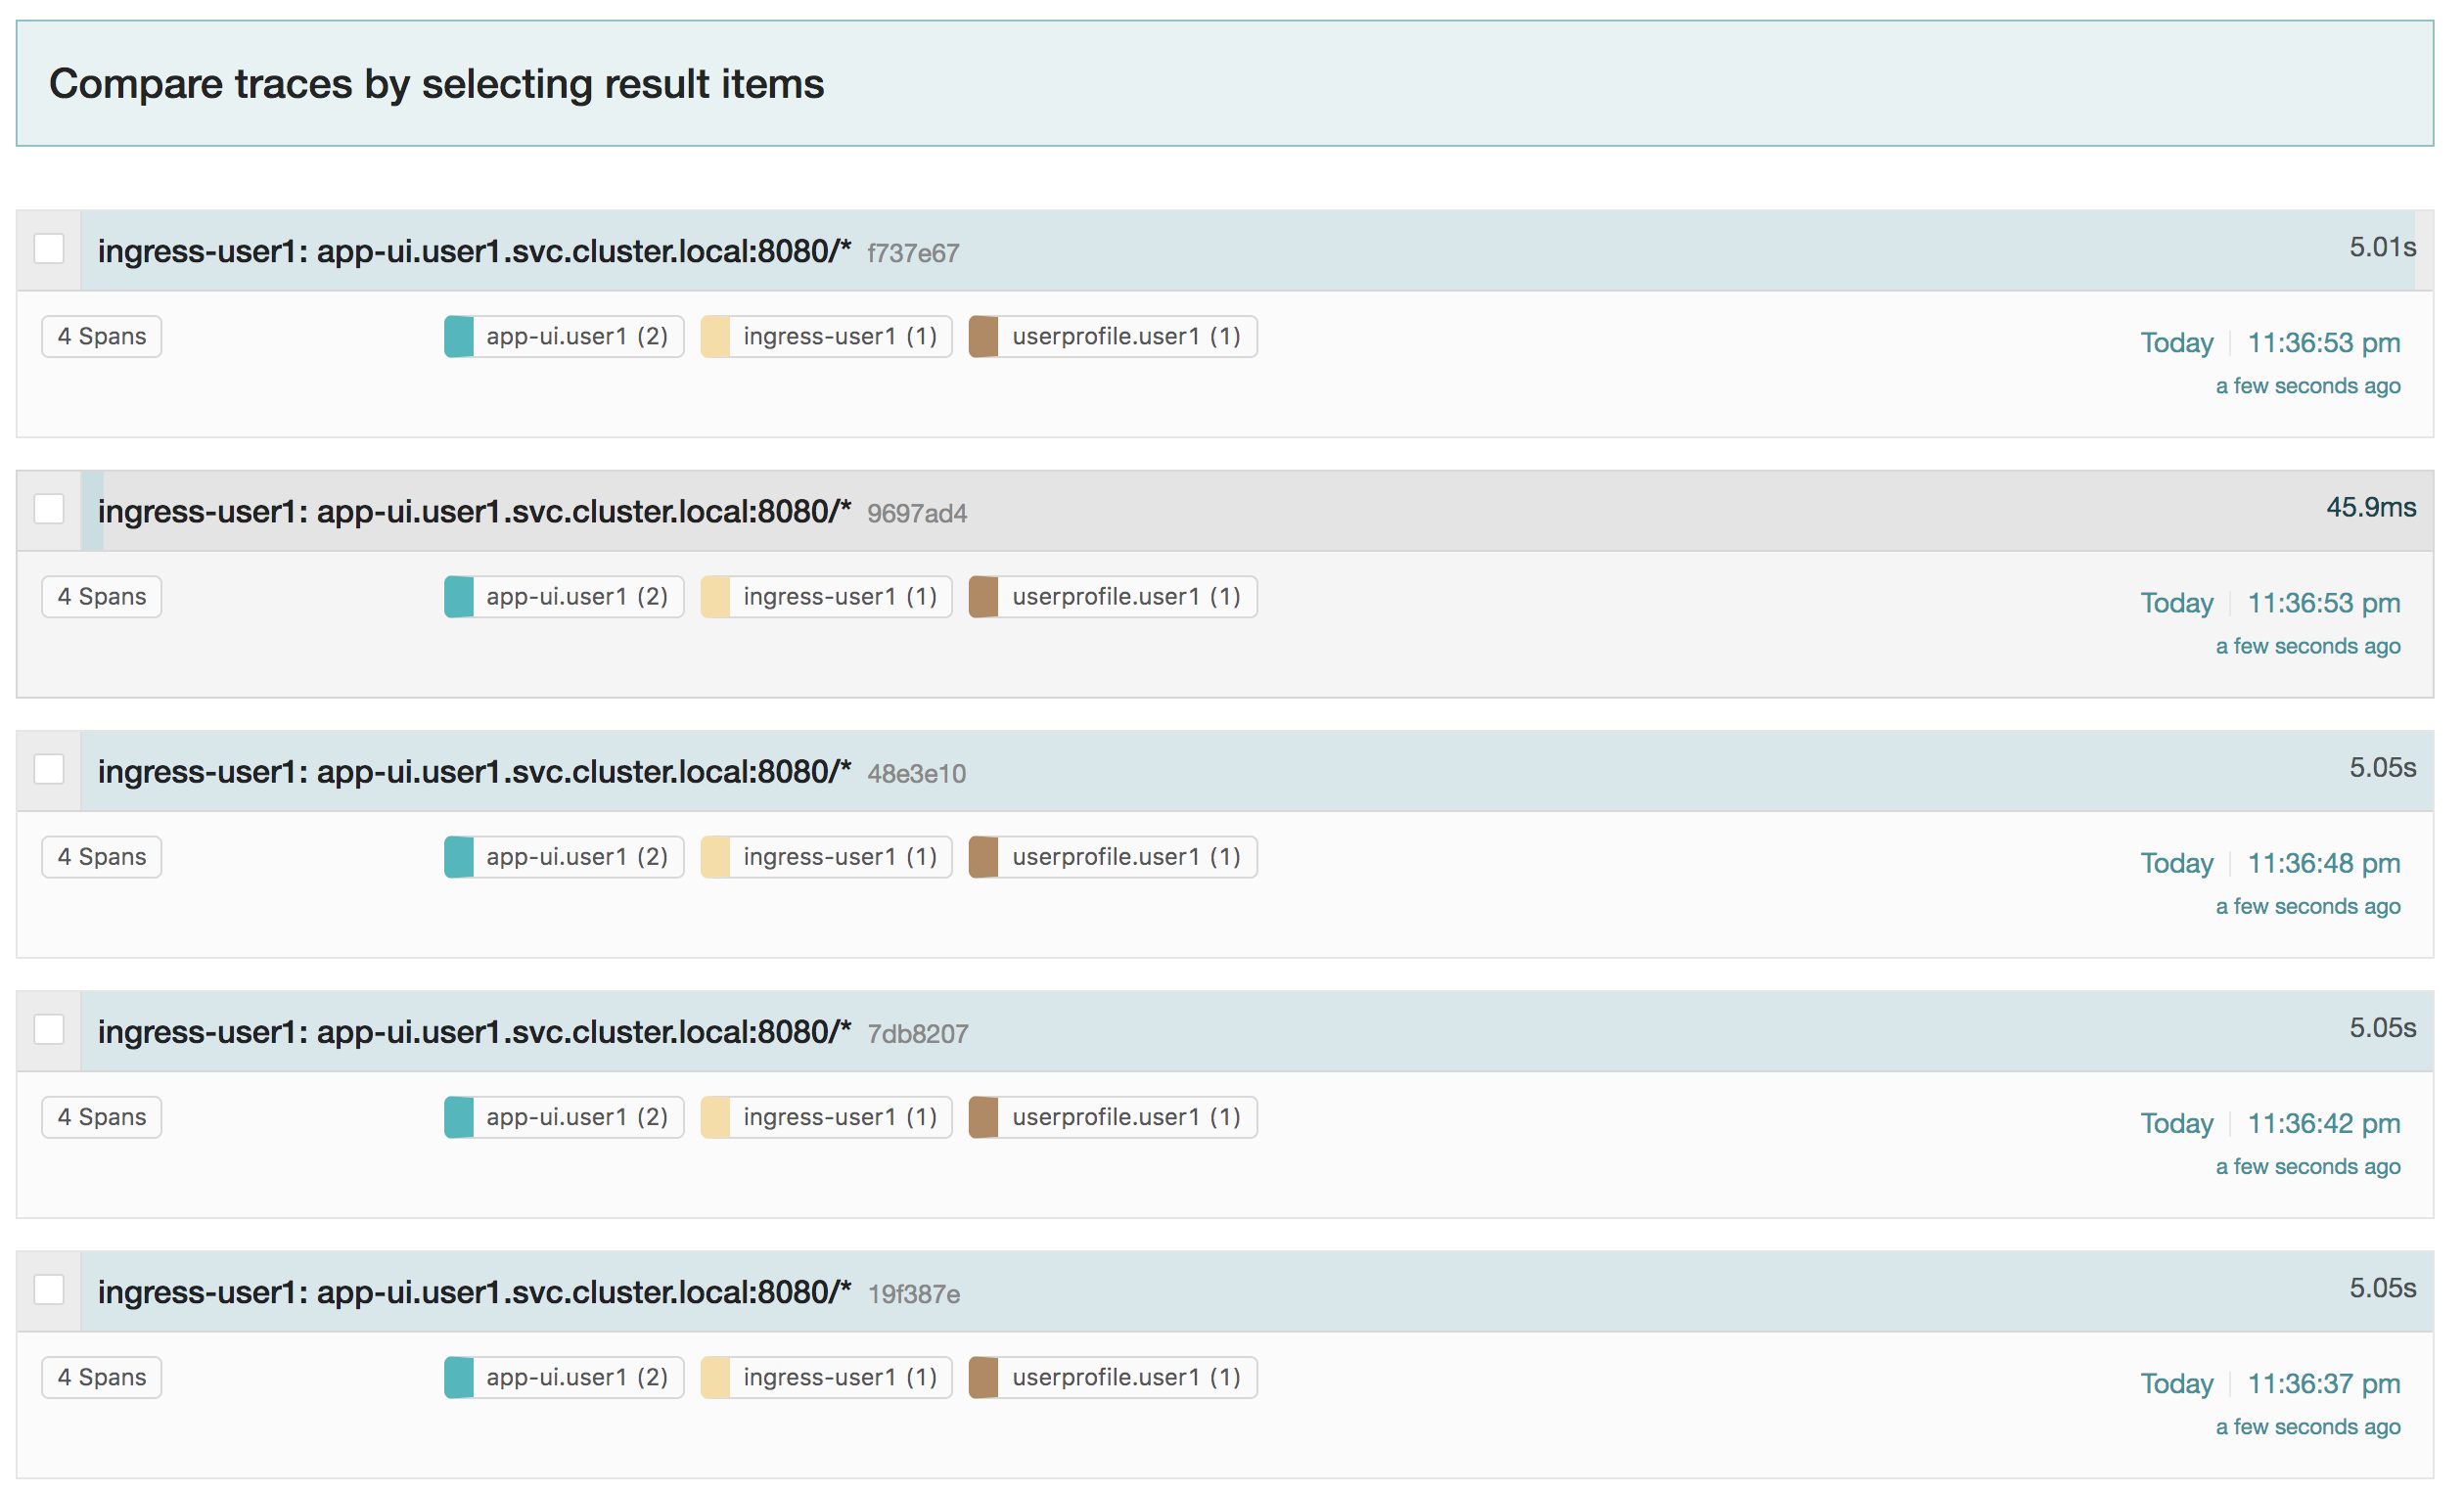 Compare traces by selecting result items
ingress-user1: app-ui.user1.svc.cluster.local:8080/* f737e67 5.01s
4 Spans app-ui.user1 (2) ingress-user1 (1) userprofile.user1 (1) Today 11:36:53 pm
a few seconds ago
ingress-user1: app-ui.user1.svc.cluster.local:8080/* 9697ad4 45.9ms
4 Spans app-ui.user1 (2) ingress-user1 (1) userprofile.user1 (1) Today 11:36:53 pm
a few seconds ago
ingress-user1: app-ui.user1.svc.cluster.local:8080/* 48e3e10 5.05s
4 Spans app-ui.user1 (2) ingress-user1 (1) userprofile.user1 (1) Today 11:36:48 pm
a few seconds ago
ingress-user1: app-ui.user1.svc.cluster.local:8080/* 7db8207 5.05s
4 Spans app-ui.user1 (2) ingress-user1 (1) userprofile.user1 (1) Today 11:36:42 pm
a few seconds ago
ingress-user1: app-ui.user1.svc.cluster.local:8080/* 19f387e 5.05s
4 Spans app-ui.user1 (2) ingress-user1 (1) userprofile.user1 (1) Today 11:36:37 pm
a few seconds ago